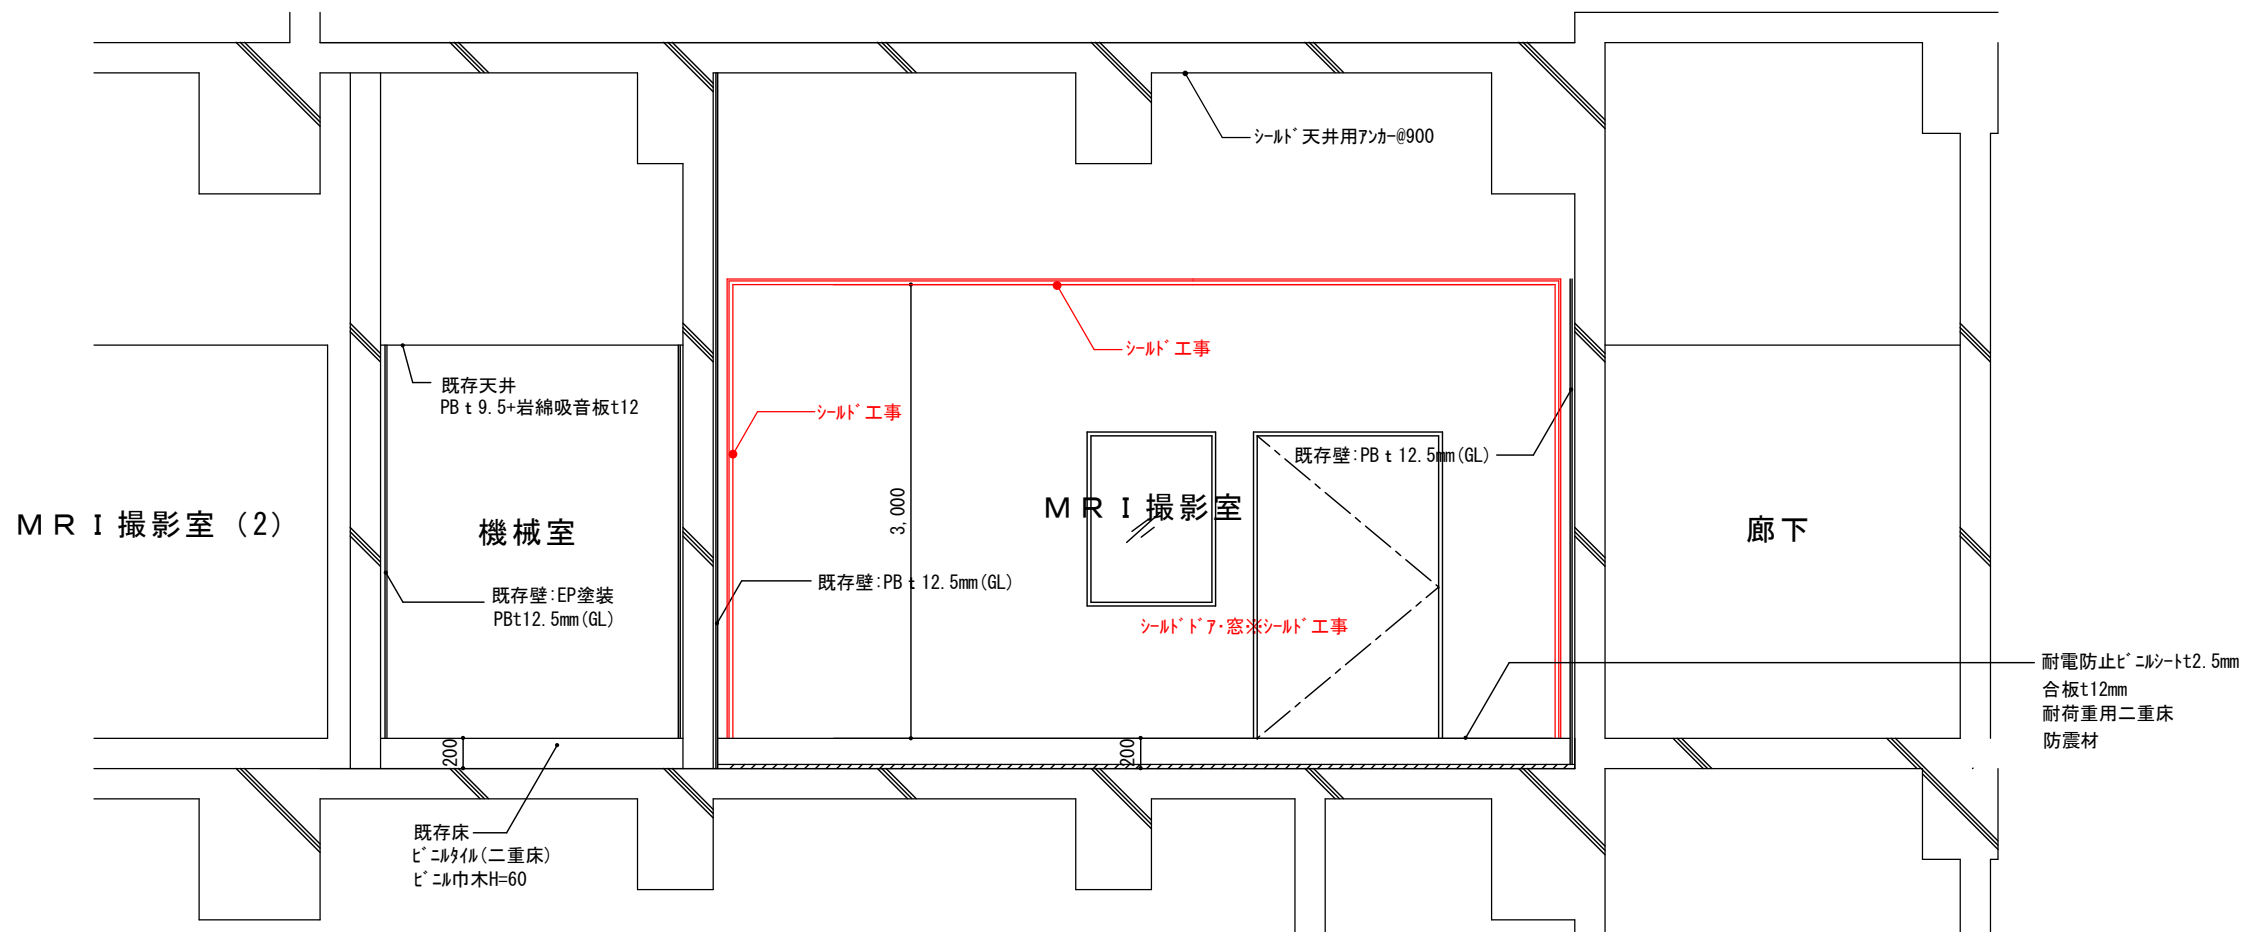 ｼｰﾙﾄﾞ天井用ｱﾝｶｰ@900
ｼｰﾙﾄﾞ工事
既存天井
PBｔ9.5+岩綿吸音板t12
ｼｰﾙﾄﾞ工事
既存壁:PBｔ12.5mm(GL)
3,000
ＭＲＩ撮影室（2）
機械室
ＭＲＩ撮影室
廊下
既存壁:PBｔ12.5mm(GL)
既存壁:EP塗装
PBt12.5mm(GL)
ｼｰﾙﾄﾞﾄﾞｱ･窓※ｼｰﾙﾄﾞ工事
耐電防止ﾋﾞﾆﾙｼｰﾄt2.5mm
合板t12mm
耐荷重用二重床
防震材
200
200
既存床
ﾋﾞﾆﾙﾀｲﾙ(二重床)
ﾋﾞﾆﾙ巾木H=60